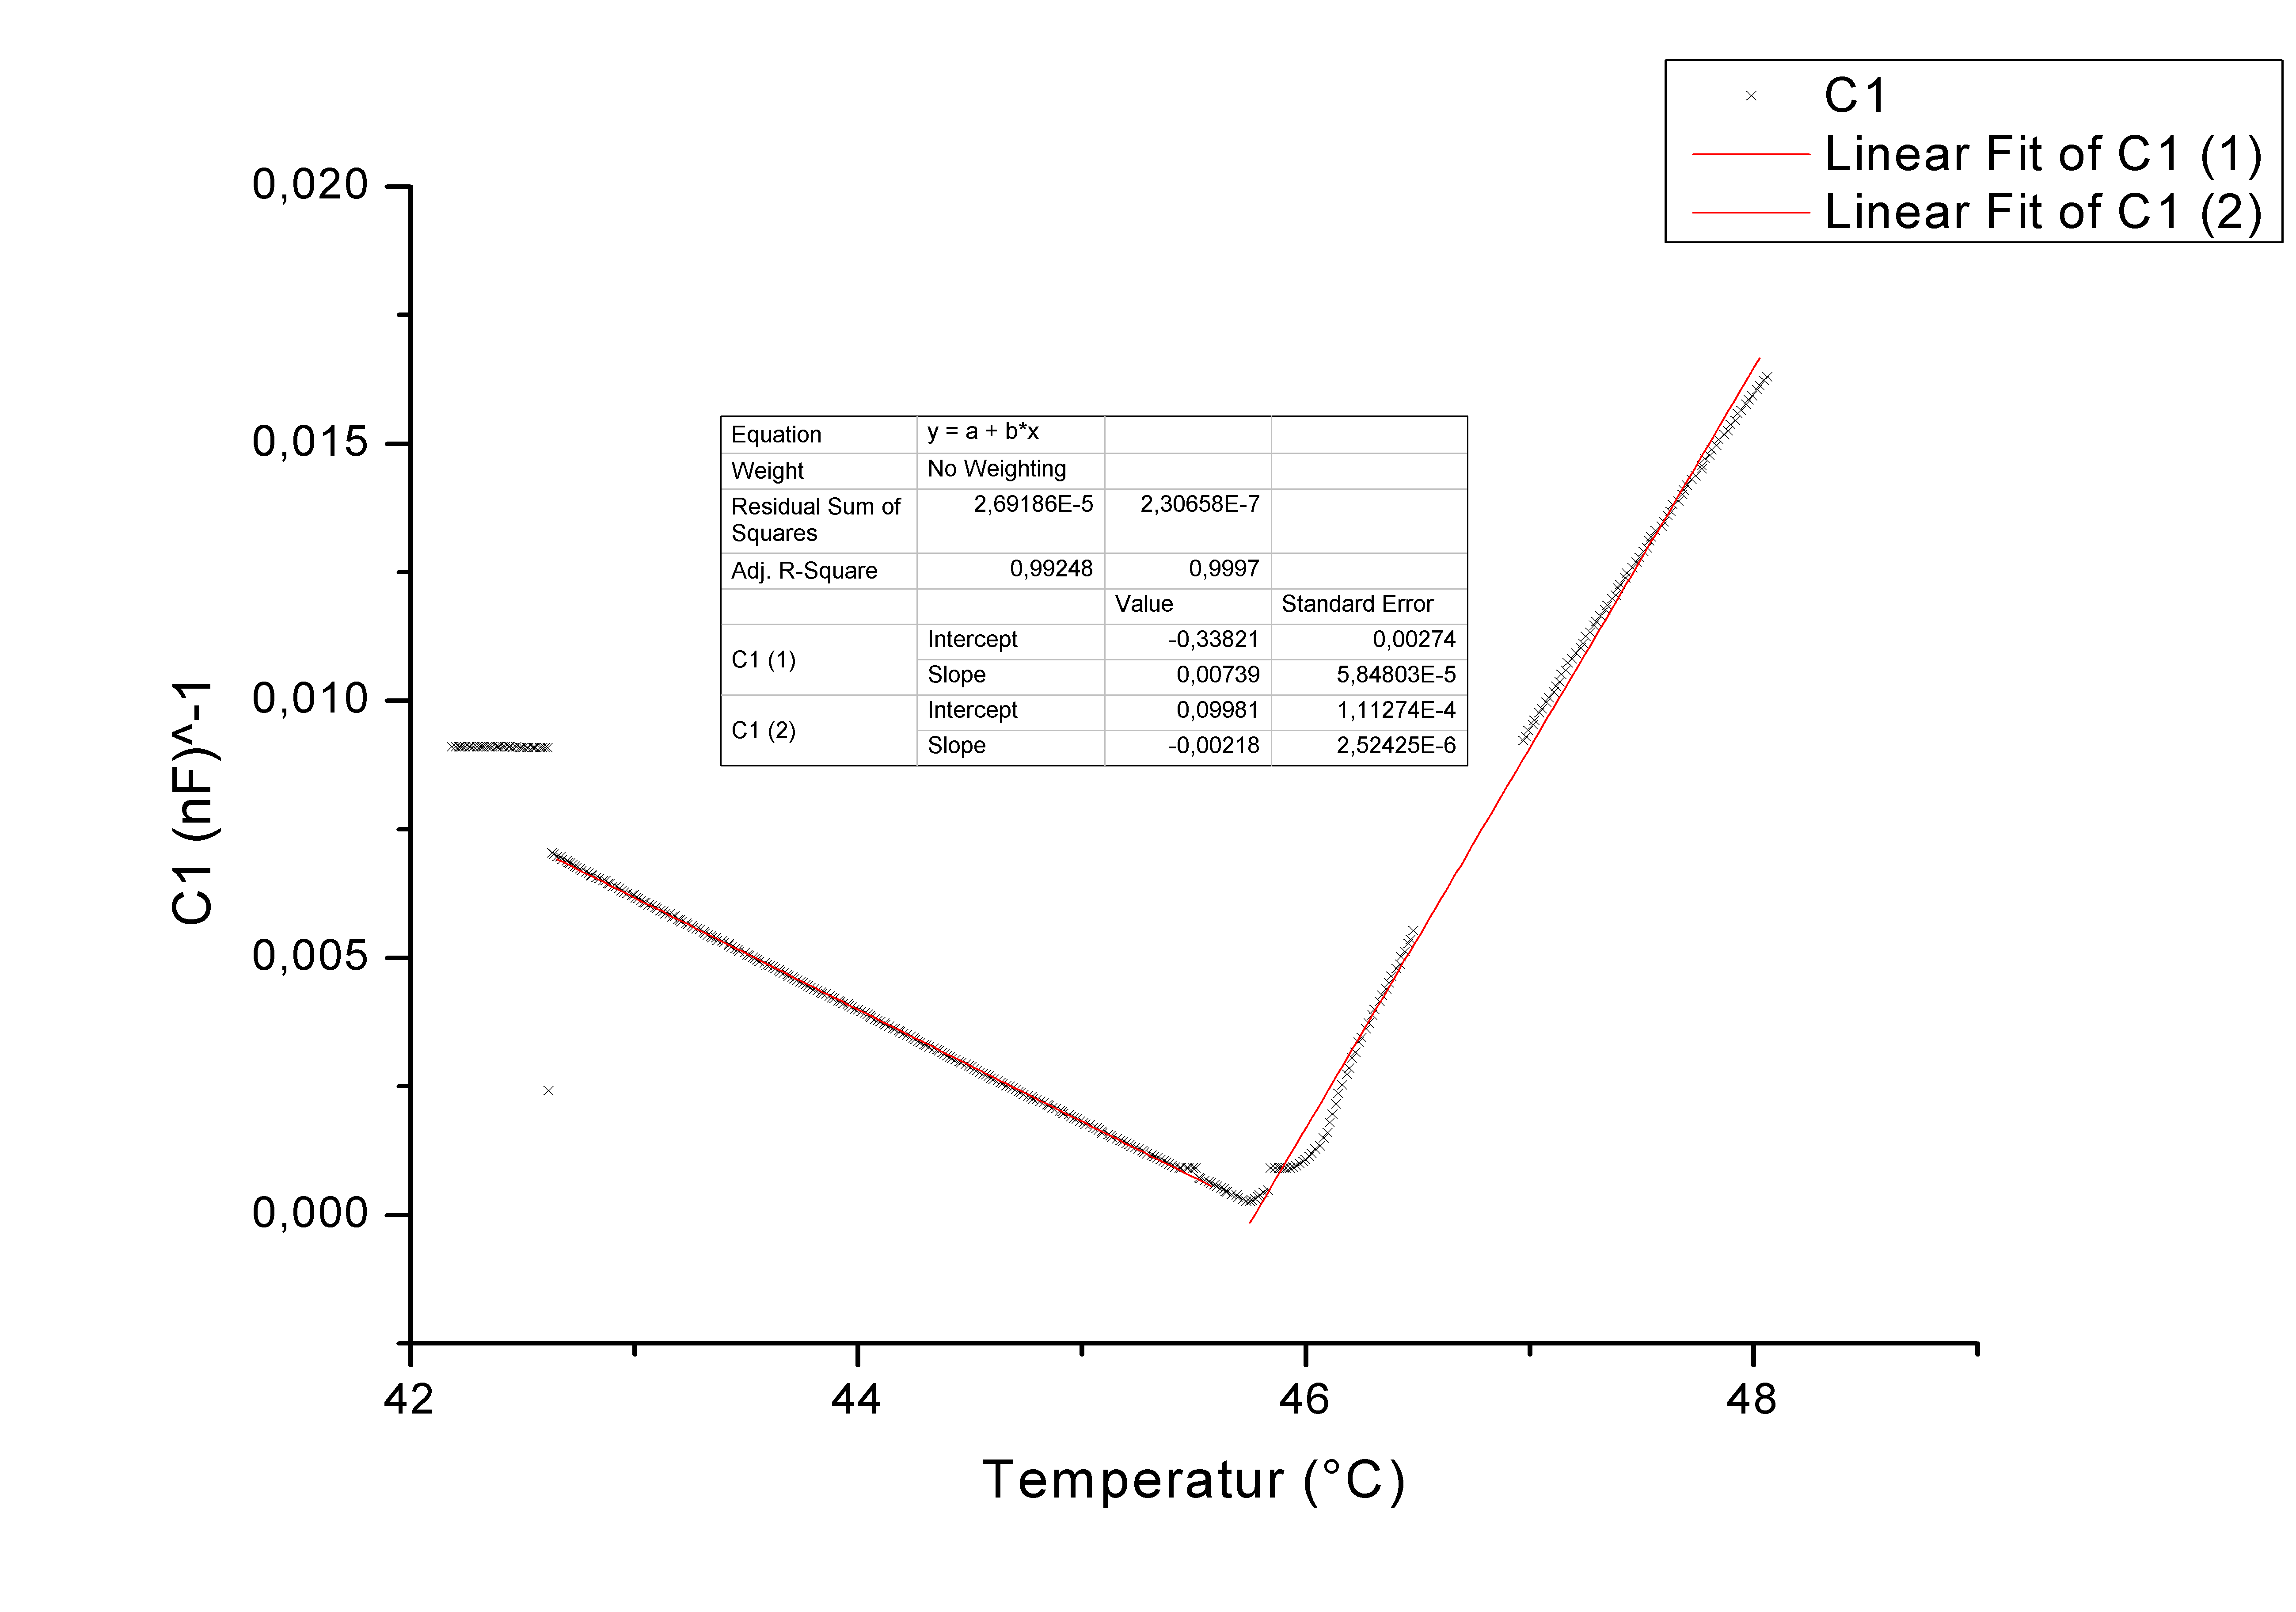 C1
Linear Fit of C1 (1)
Linear Fit of C1 (2)
0,020
0,015
0,010
0,005
0,000
C1 (nF)^-1
Equation y = a + b*x
Weight No Weighting
Residual Sum of
Squares 2,69186E-5 2,30658E-7
Adj. R-Square 0,99248 0,9997
Value Standard Error
C1 (1) Intercept -0,33821 0,00274
Slope 0,00739 5,84803E-5
C1 (2) Intercept 0,09981 1,11274E-4
Slope -0,00218 2,52425E-6
42 44 46 48
Temperatur (°C)